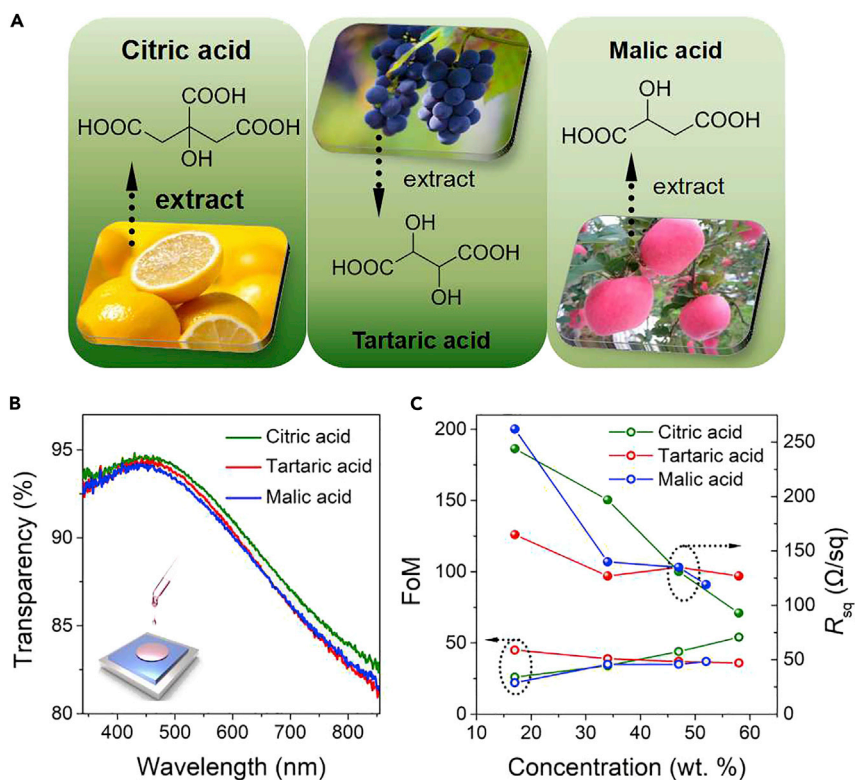 A
Citric acid
COOH
HOOC
COOH
OH
extract
extract
OH
HOOC
COOH
OH
Tartaric acid
Malic acid
OH
HOOC
COOH
extract
B
95
90
85
80
Transparency (%)
Citric acid
Tartaric acid
Malic acid
400 500 600 700 800
Wavelength (nm)
C
200
150
100
50
0
FoM
Citric acid
Tartaric acid
Malic acid
250
200
150
100
50
0
Rsq (Ω/sq)
10 20 30 40 50 60
Concentration (wt. %)